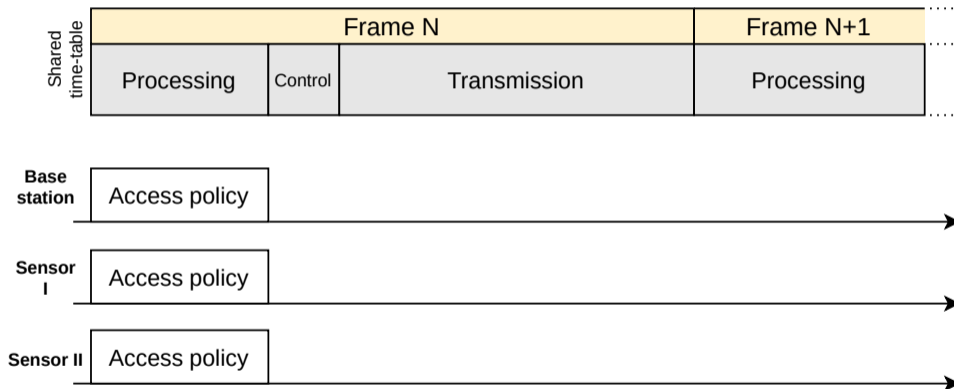 Frame N
Frame N+1
Shared
time-table
Processing
Control
Transmission
Processing
Base
station
Access policy
Sensor
I
Access policy
Sensor II
Access policy